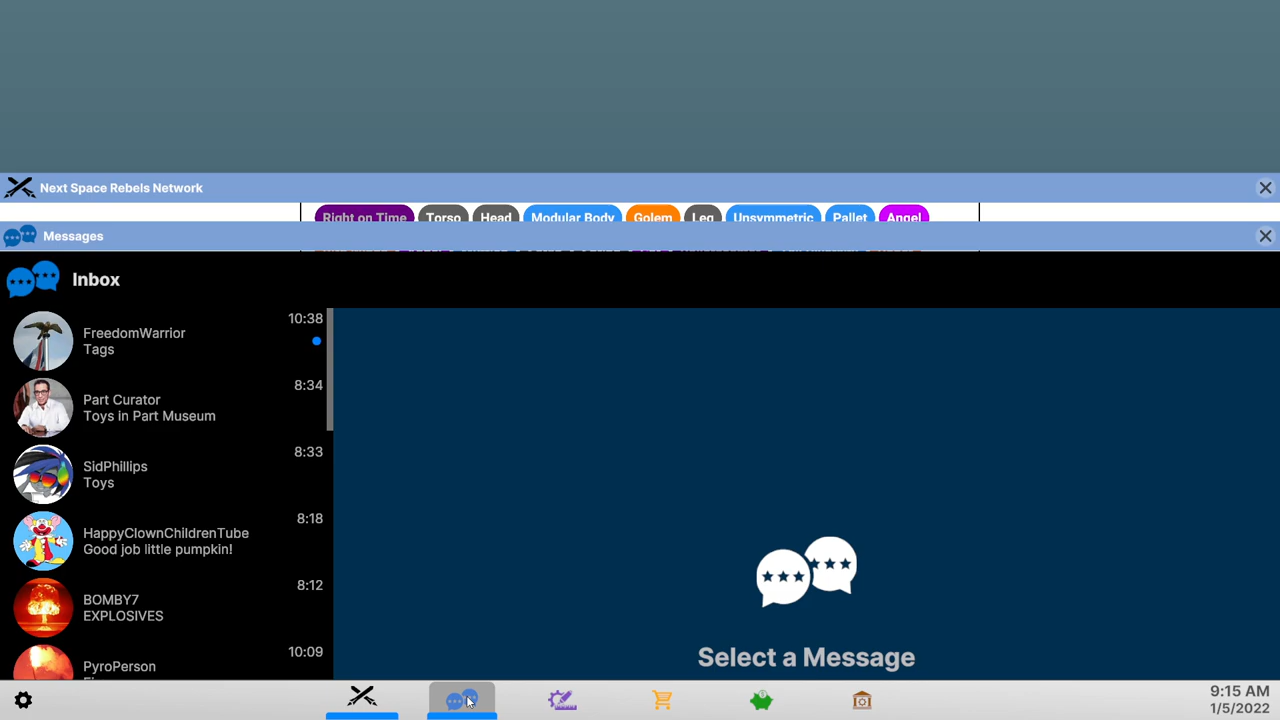 Next Space Rebels Network
Right on Time Torso Head Modular Body Golem Leg Unsymmetric Pallet Angel
Messages
Inbox
FreedomWarrior 10:38
Tags
Part Curator 8:34
Toys in Part Museum
SidPhillips 8:33
Toys
HappyClownChildrenTube 8:18
Good job little pumpkin!
BOMBY7 8:12
EXPLOSIVES
PyroPerson 10:09
Select a Message
9:15 AM
1/5/2022